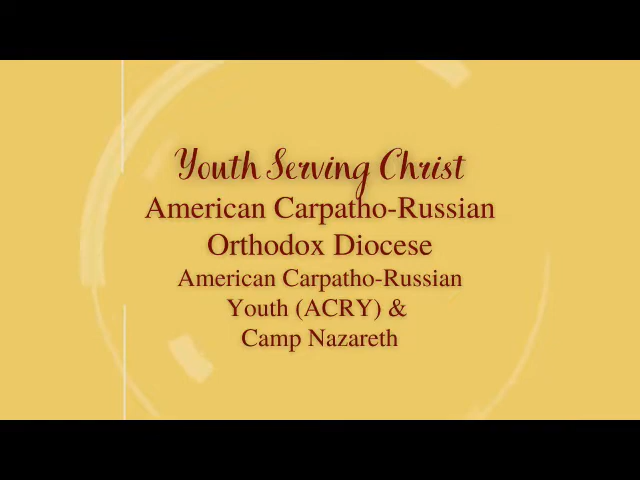 Youth Serving Christ
American Carpatho-Russian
Orthodox Diocese
American Carpatho-Russian
Youth (ACRY) &
Camp Nazareth